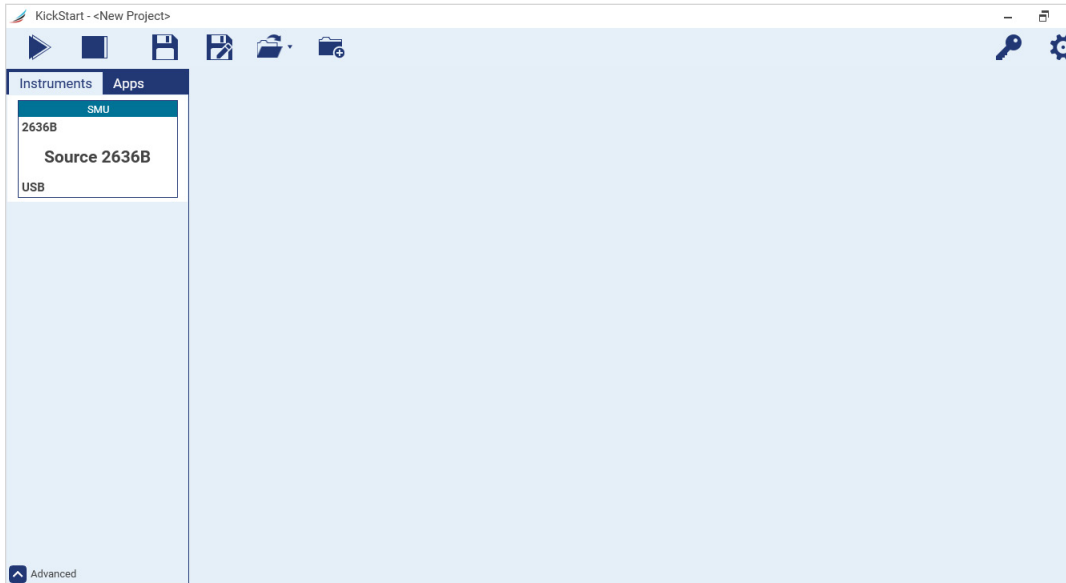 KickStart - <New Project>
Instruments Apps
SMU
2636B
Source 2636B
USB
Advanced